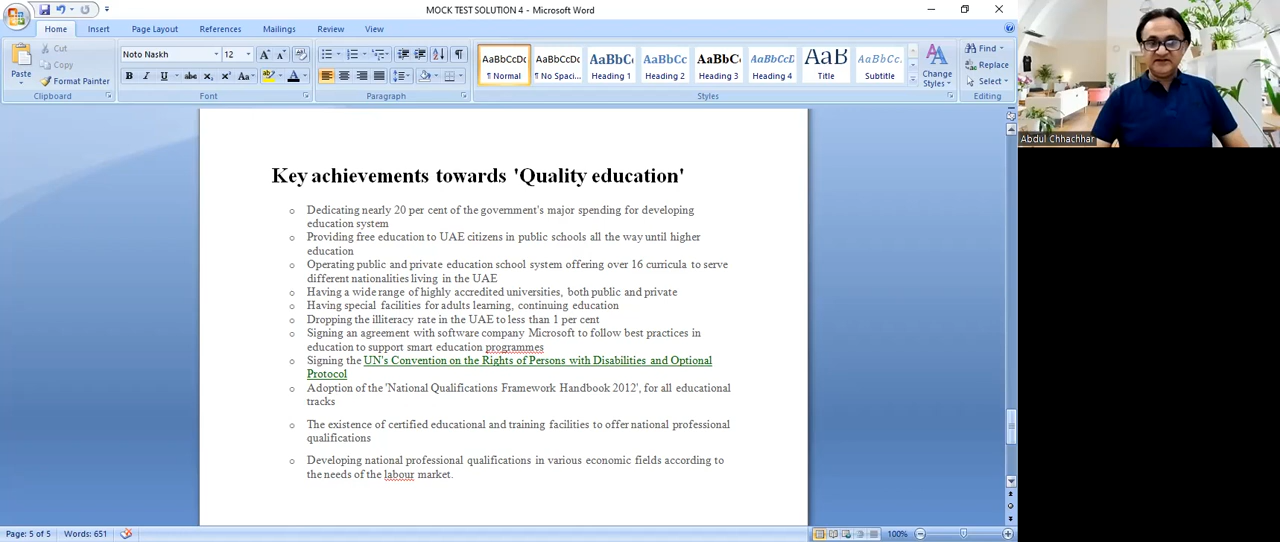 MOCK TEST SOLUTION 4 - Microsoft Word
Home Insert Page Layout References Mailings Review View
Paste
Cut
Copy
Format Painter
Clipboard
Noto Naskh 12
Font
Paragraph
AaBbCcDc AaBbCcDc AaBbCc AaBbCc AaBbC AaBbCcD AaB AaBbCc.
¶ Normal ¶ No Spaci... Heading 1 Heading 2 Heading 3 Heading 4 Title Subtitle
Styles
Change
Styles
Find
Replace
Select
Editing
Abdul Chhachhar
Key achievements towards 'Quality education'
Dedicating nearly 20 per cent of the government's major spending for developing
education system
Providing free education to UAE citizens in public schools all the way until higher
education
Operating public and private education school system offering over 16 curricula to serve
different nationalities living in the UAE
Having a wide range of highly accredited universities, both public and private
Having special facilities for adults learning, continuing education
Dropping the illiteracy rate in the UAE to less than 1 per cent
Signing an agreement with software company Microsoft to follow best practices in
education to support smart education programmes
Signing the UN's Convention on the Rights of Persons with Disabilities and Optional
Protocol
Adoption of the 'National Qualifications Framework Handbook 2012', for all educational
tracks
The existence of certified educational and training facilities to offer national professional
qualifications
Developing national professional qualifications in various economic fields according to
the needs of the labour market.
Page: 5 of 5 Words: 651 100%